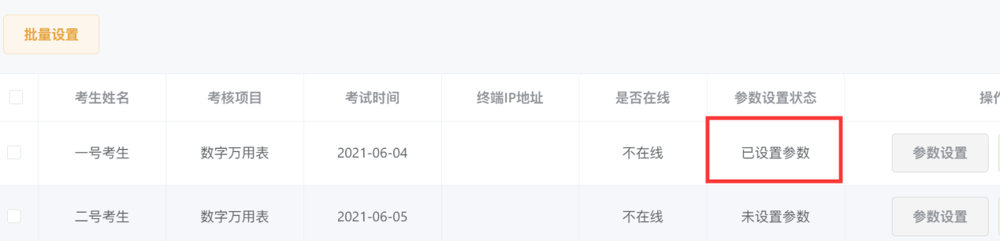 批量设置
考生姓名 考核项目 考试时间 终端IP地址 是否在线 参数设置状态 操
一号考生 数字万用表 2021-06-04 不在线 已设置参数 参数设置
二号考生 数字万用表 2021-06-05 不在线 未设置参数 参数设置